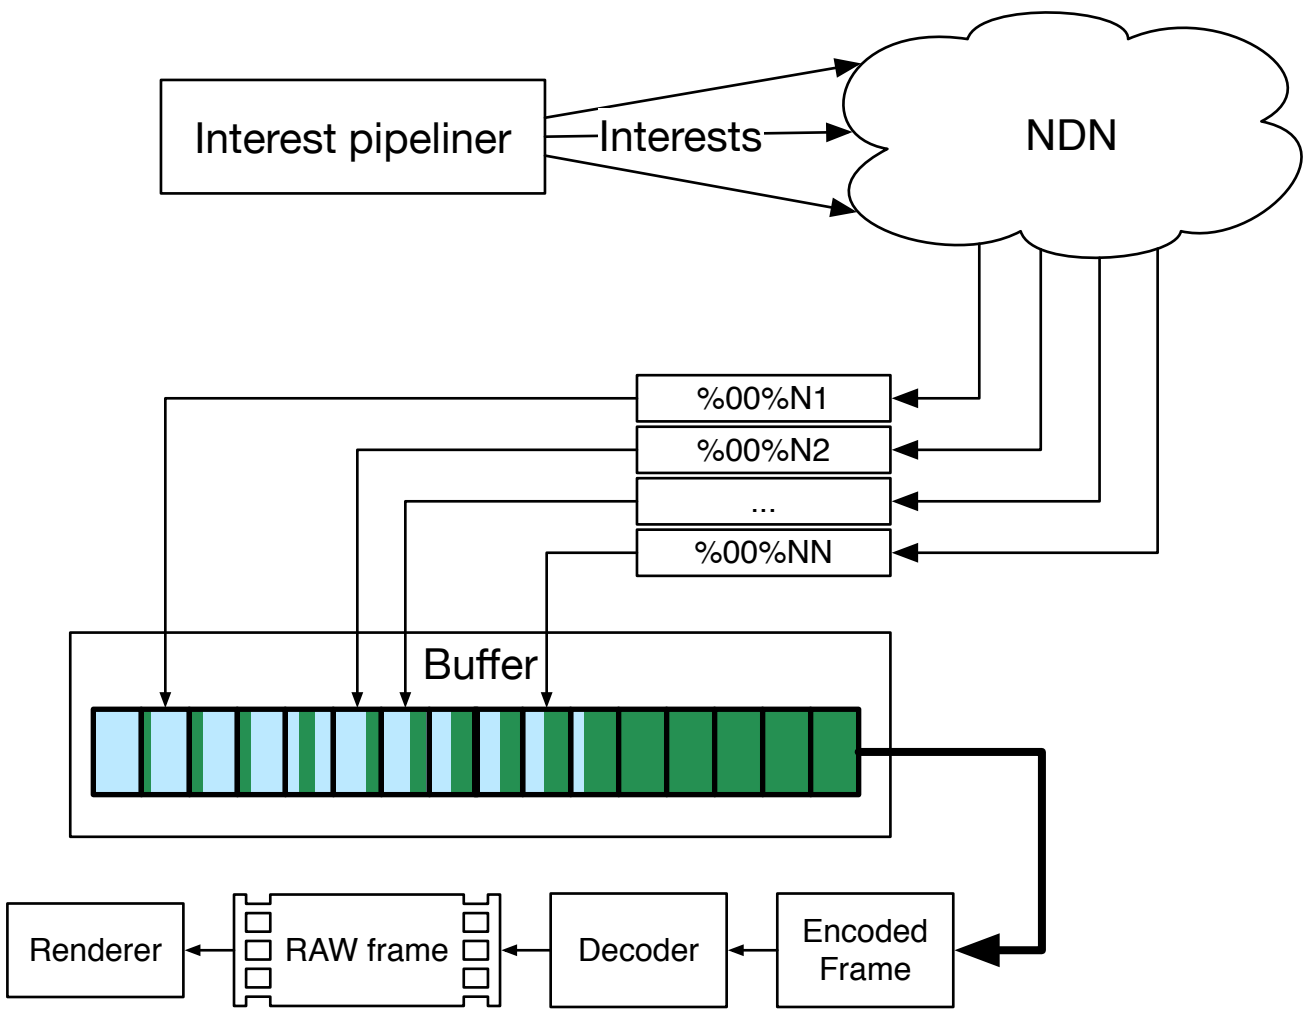 Interest pipeliner
Interests
NDN
%00%N1
%00%N2
...
%00%NN
Buffer
Renderer
RAW frame
Decoder
Encoded
Frame